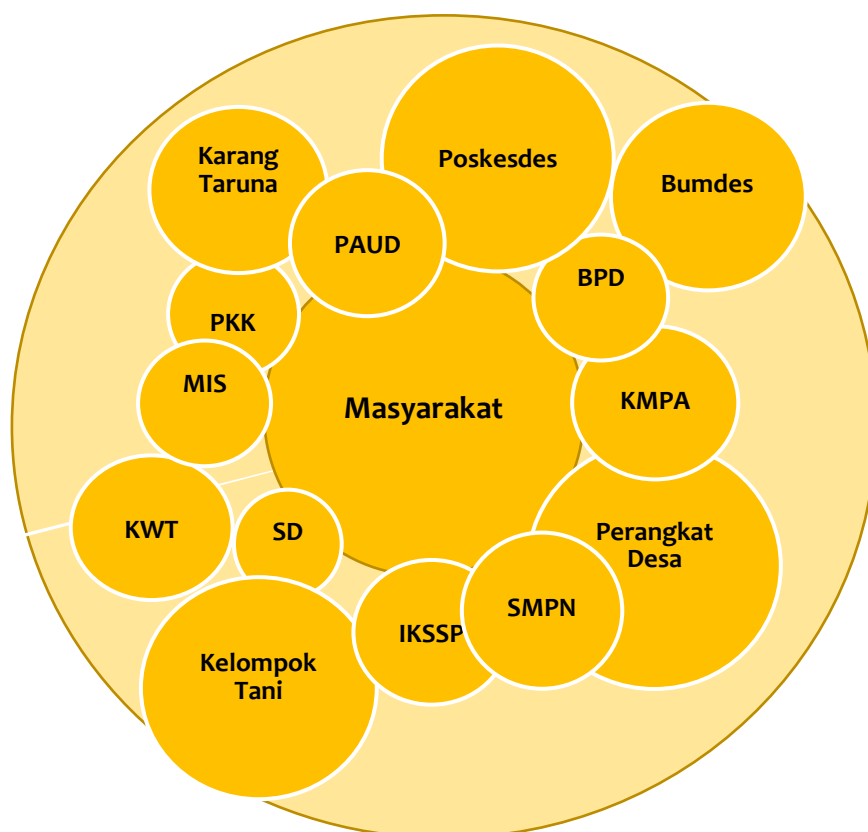 Karang
Taruna
Poskesdes
Bumdes
PAUD
BPD
PKK
MIS
Masyarakat
KMPA
KWT
SD
Perangkat
Desa
SMPN
IKSSP
Kelompok
Tani